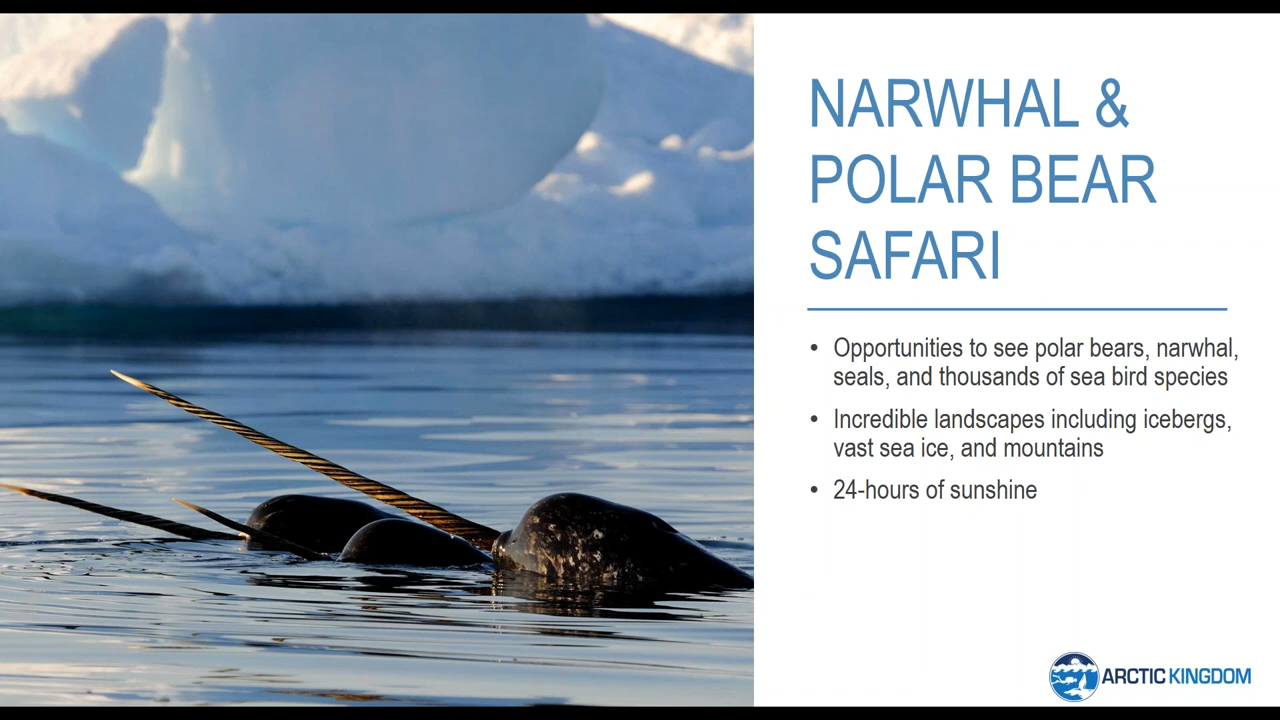 NARWHAL &
POLAR BEAR
SAFARI
• Opportunities to see polar bears, narwhal,
seals, and thousands of sea bird species
• Incredible landscapes including icebergs,
vast sea ice, and mountains
• 24-hours of sunshine
ARCTIC KINGDOM